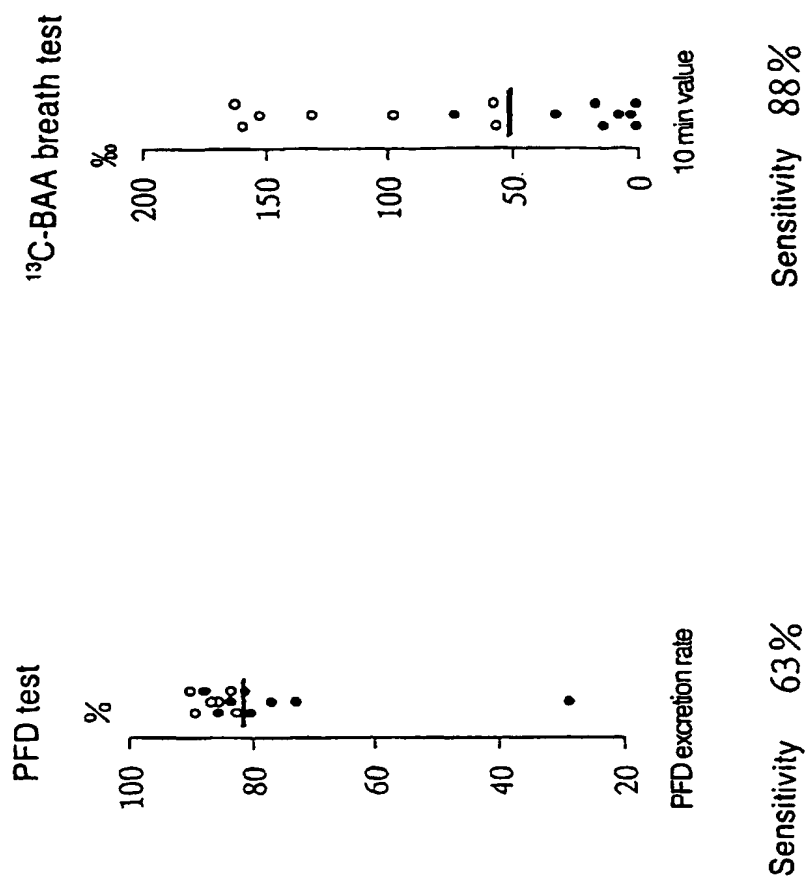 PFD test
%
100
80
60
40
20
PFD excretion rate
Sensitivity 63%
¹³C-BAA breath test
‰
200
150
100
50
0
10 min value
Sensitivity 88%